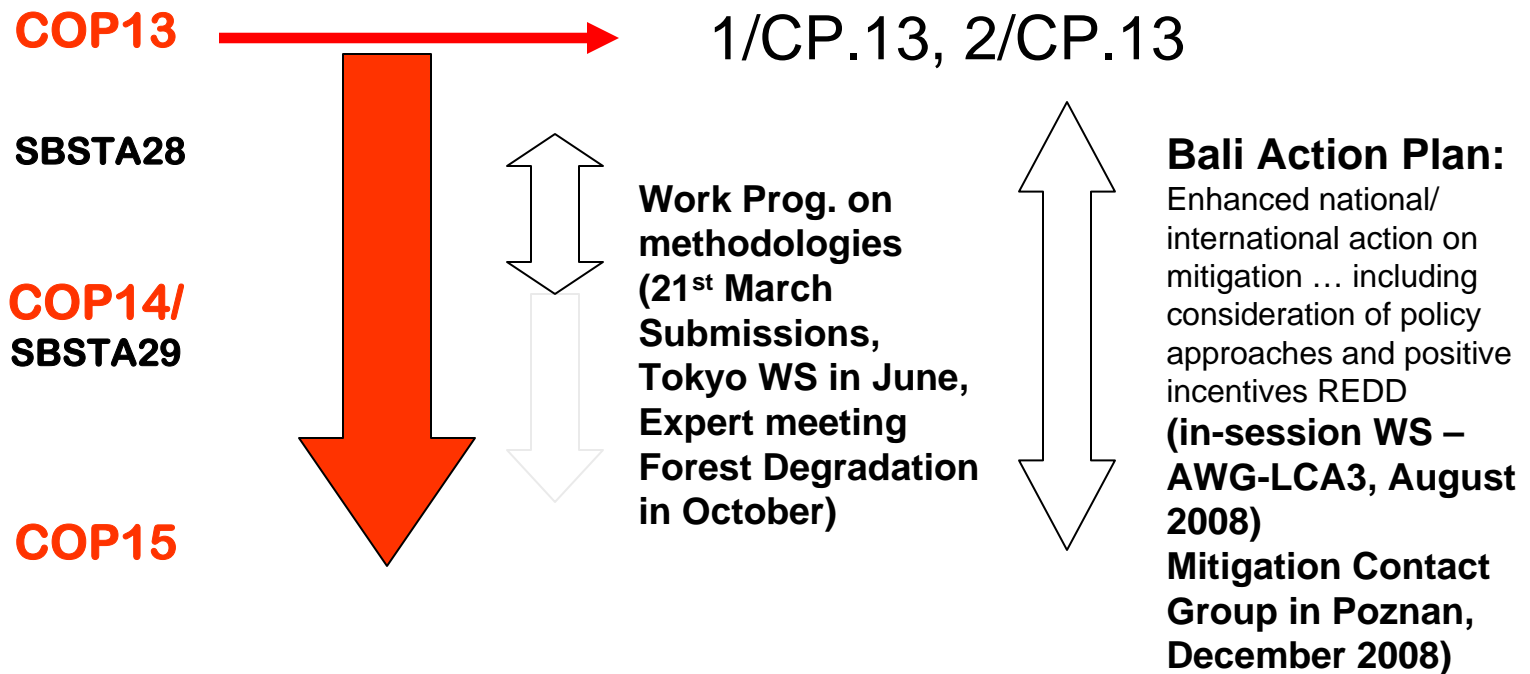 COP13
1/CP.13, 2/CP.13
SBSTA28
COP14/
SBSTA29
COP15
Work Prog. on
methodologies
(21st March
Submissions,
Tokyo WS in June,
Expert meeting
Forest Degradation
in October)
Bali Action Plan:
Enhanced national/
international action on
mitigation … including
consideration of policy
approaches and positive
incentives REDD
(in-session WS –
AWG-LCA3, August
2008)
Mitigation Contact
Group in Poznan,
December 2008)